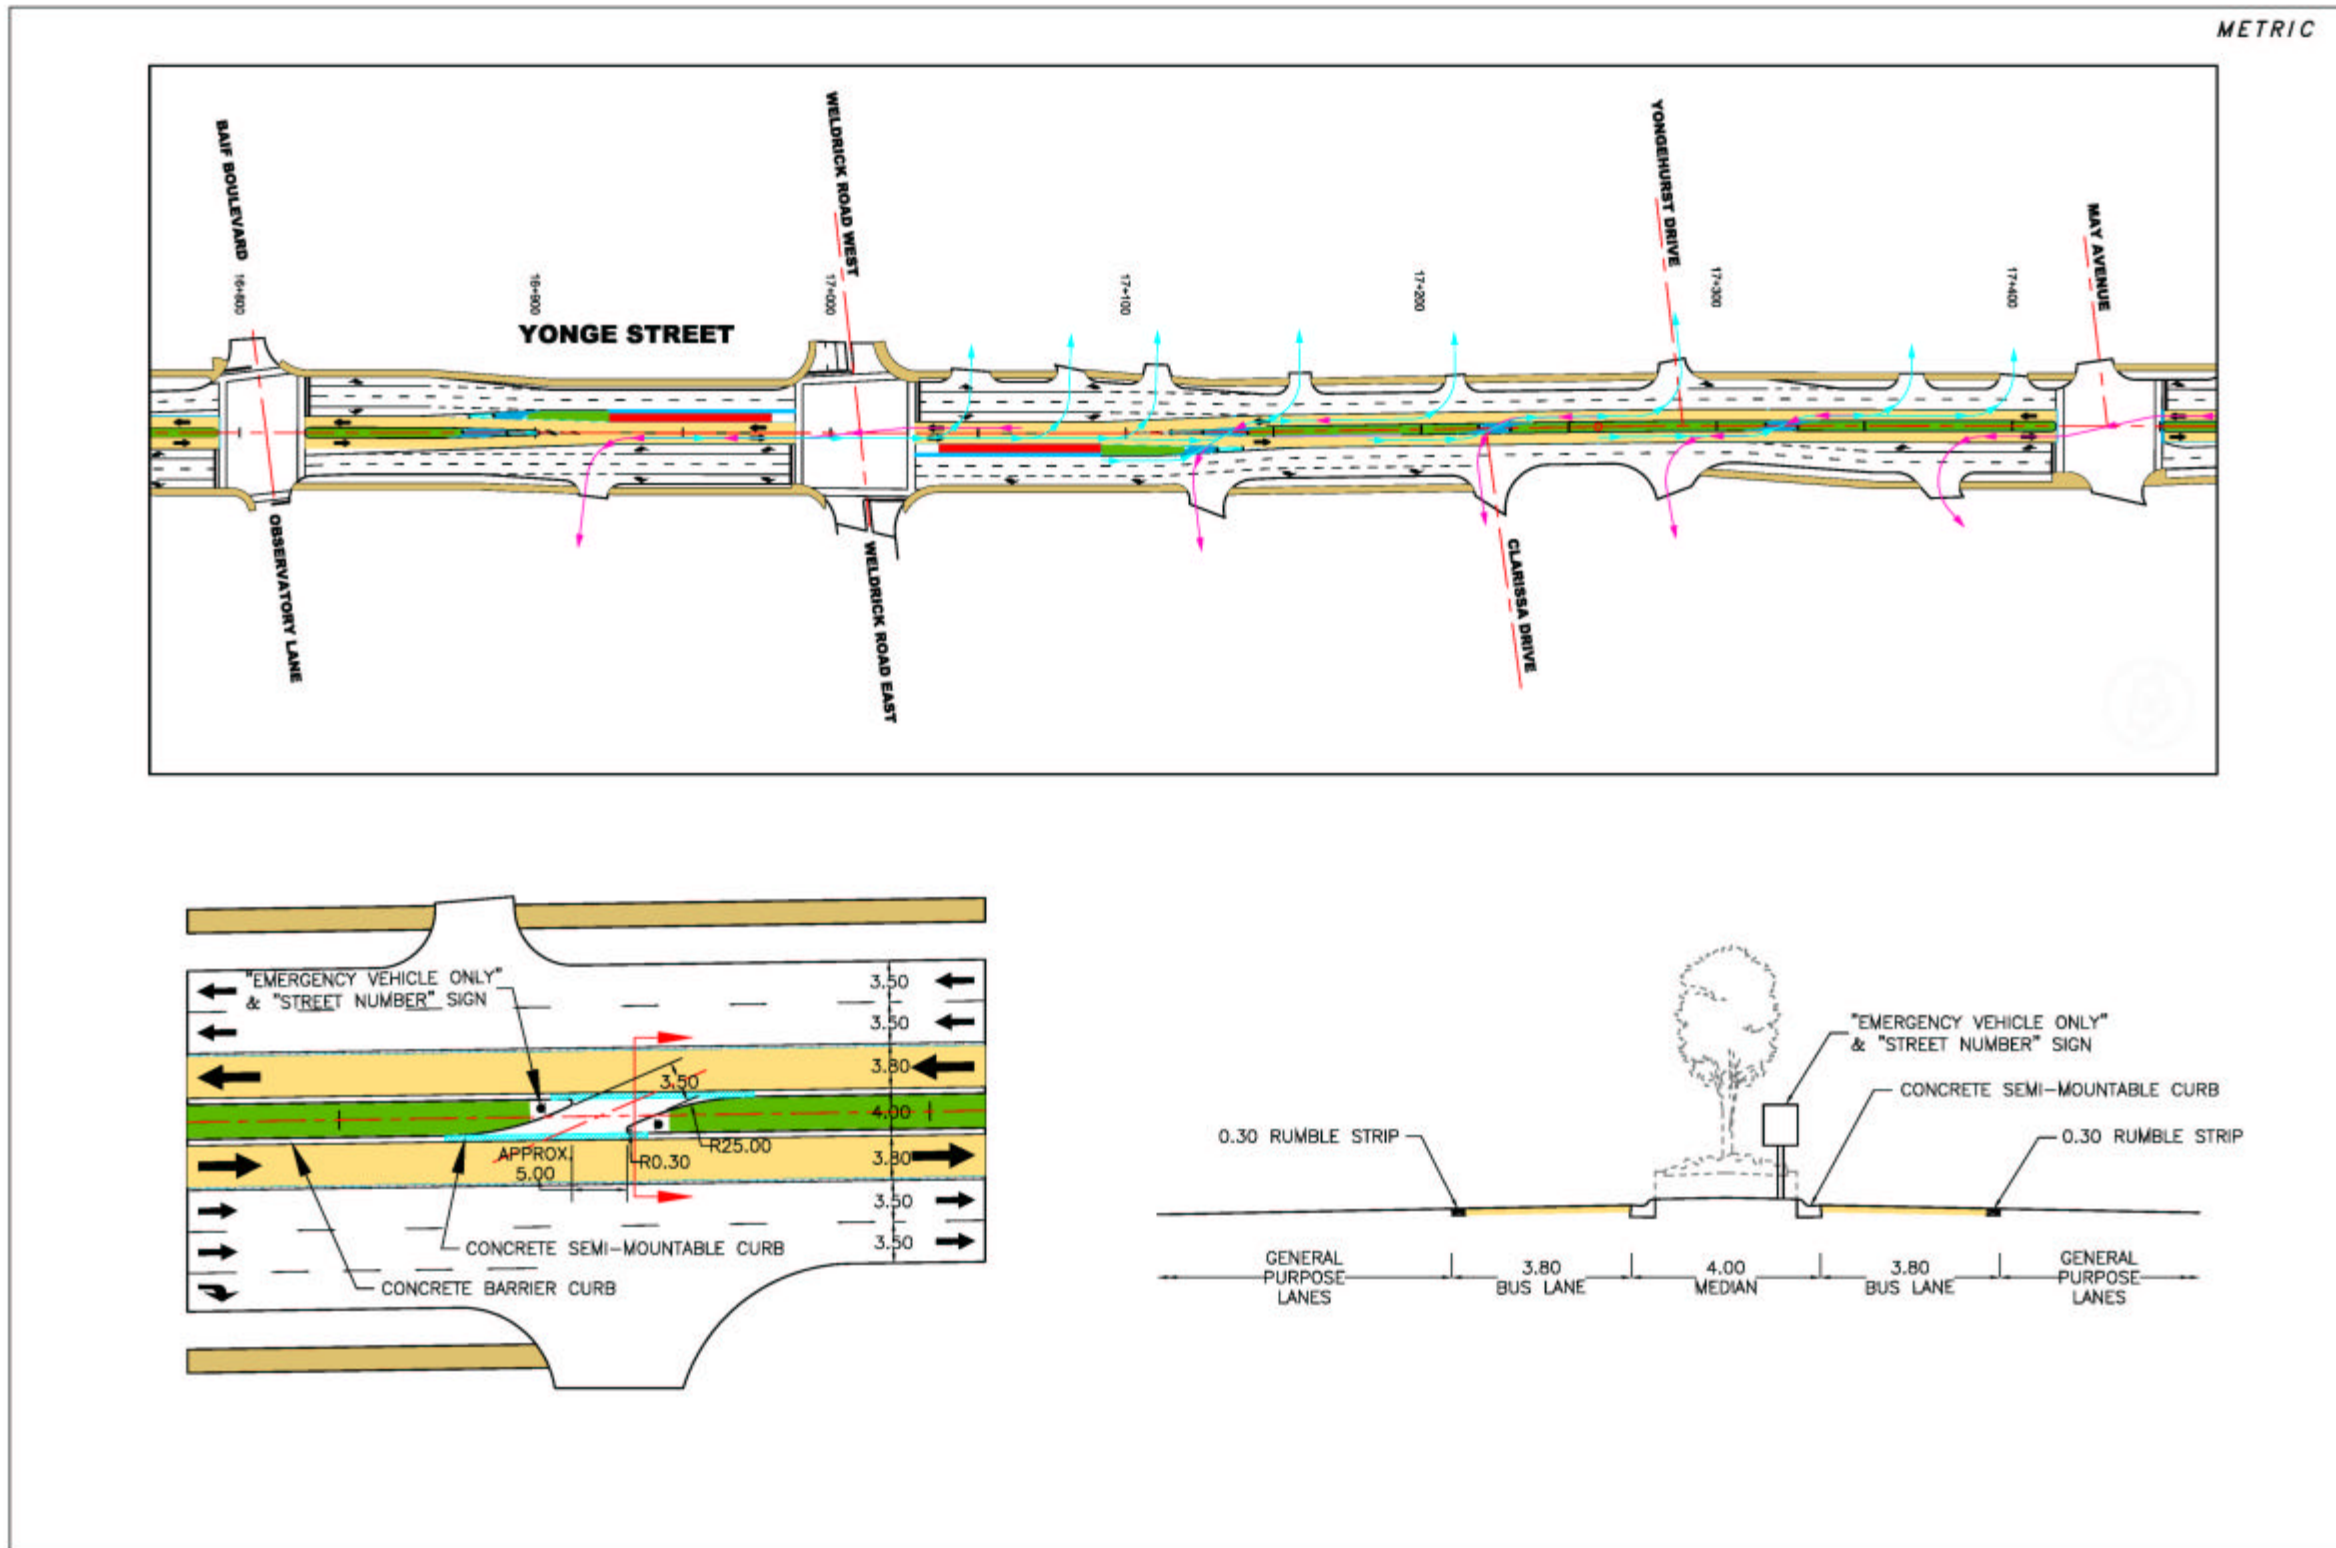 METRIC
BAIF BOULEVARD
WELDRICK ROAD WEST
YONGEHURST DRIVE
MAY AVENUE
16+800
16+900
17+000
17+100
17+200
17+300
17+400
YONGE STREET
OBSERVATORY LANE
WELDRICK ROAD EAST
CLARISSA DRIVE
"EMERGENCY VEHICLE ONLY"
& "STREET NUMBER" SIGN
3.50
3.50
3.80
3.50
4.00
R25.00
APPROX.
5.00
R0.30
3.80
3.50
3.50
CONCRETE SEMI-MOUNTABLE CURB
CONCRETE BARRIER CURB
"EMERGENCY VEHICLE ONLY"
& "STREET NUMBER" SIGN
CONCRETE SEMI-MOUNTABLE CURB
0.30 RUMBLE STRIP
0.30 RUMBLE STRIP
GENERAL
PURPOSE
LANES
3.80
BUS LANE
4.00
MEDIAN
3.80
BUS LANE
GENERAL
PURPOSE
LANES